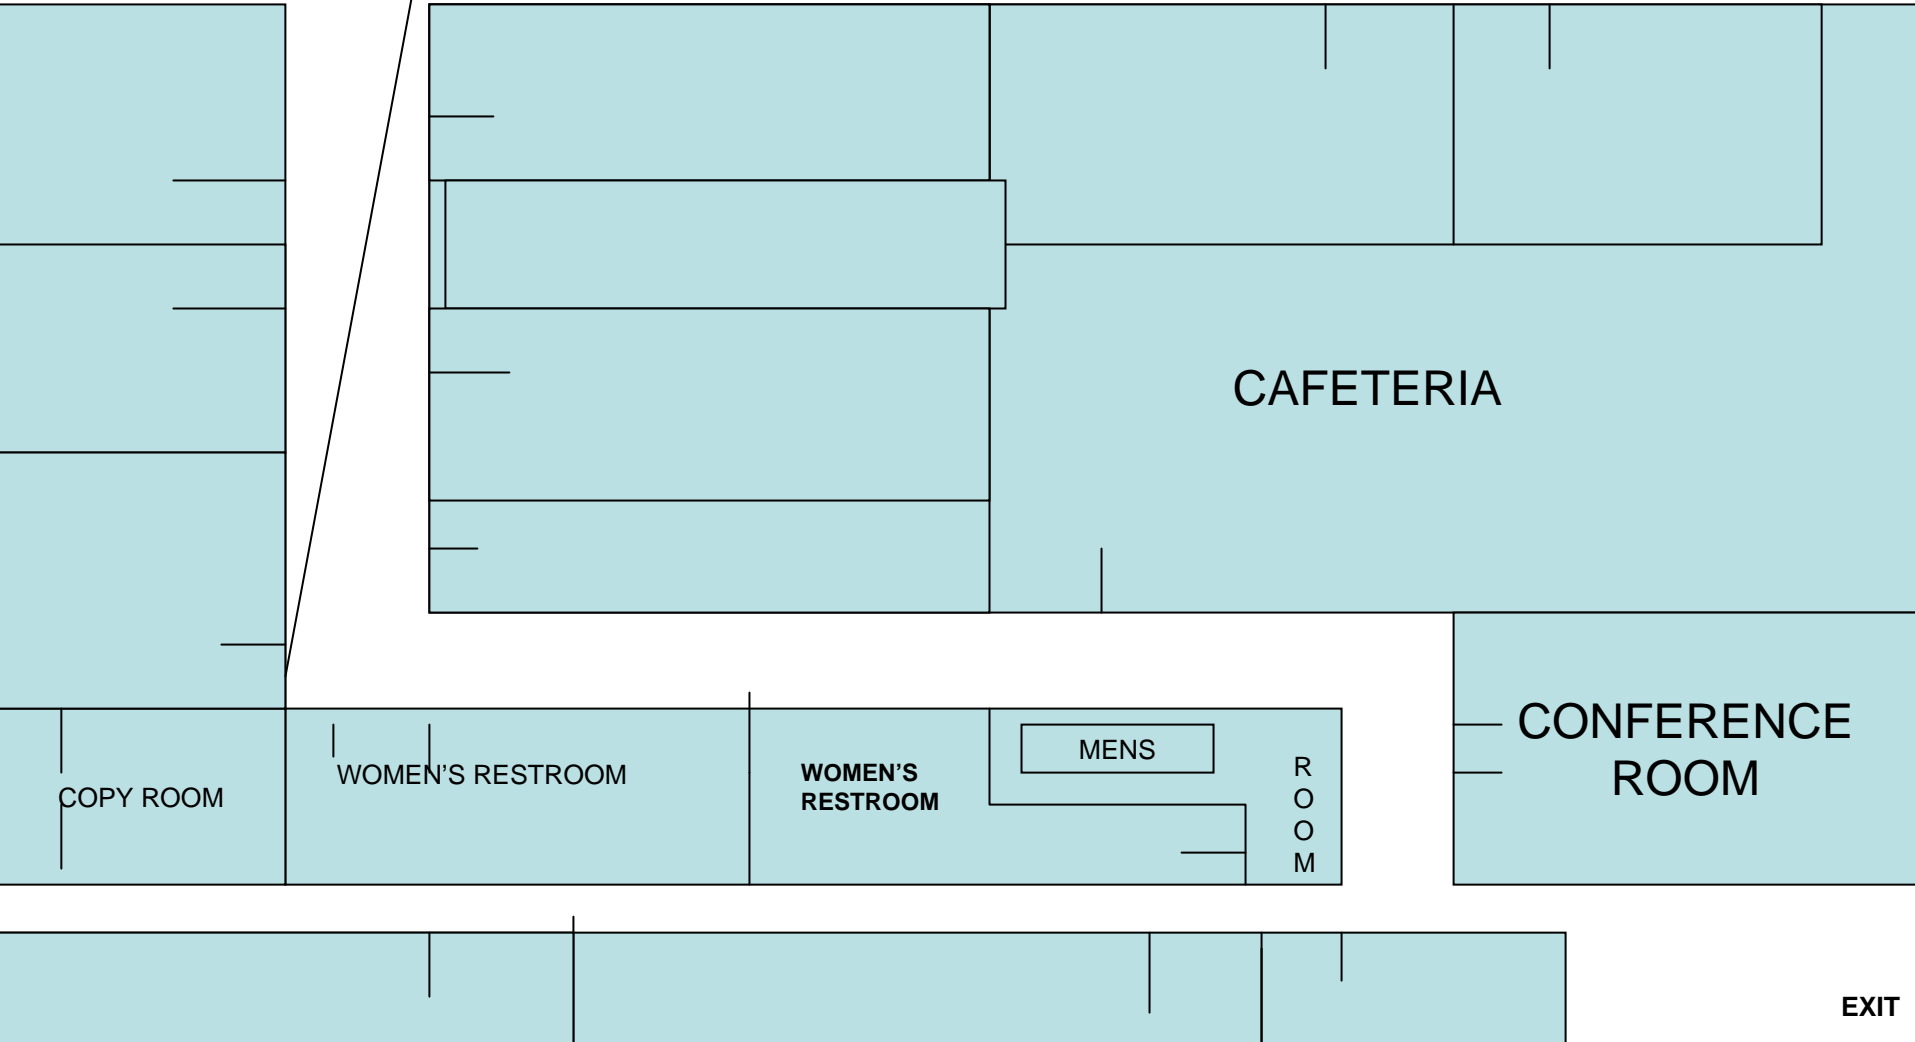 CAFETERIA
CONFERENCE
ROOM
COPY ROOM
WOMEN'S RESTROOM
WOMEN'S
RESTROOM
MENS
R
O
O
M
EXIT